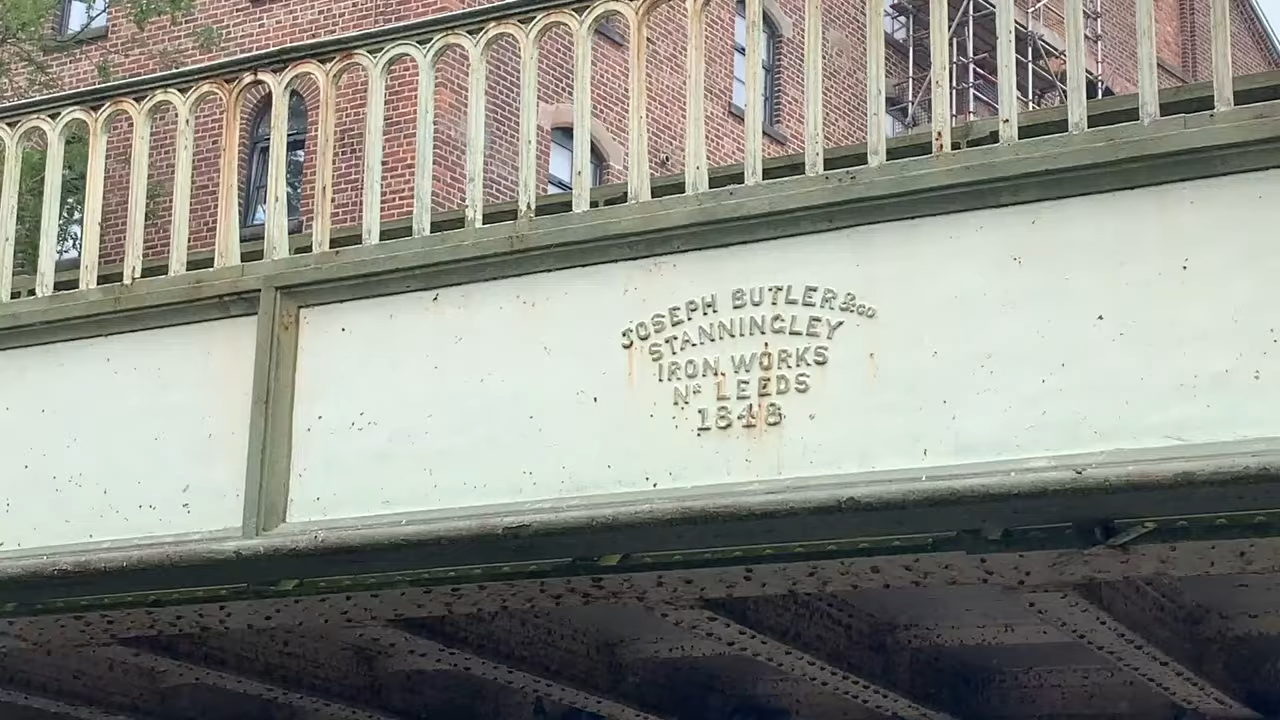 JOSEPH BUTLER & Co
STANNINGLEY
IRON WORKS
NR LEEDS
1848